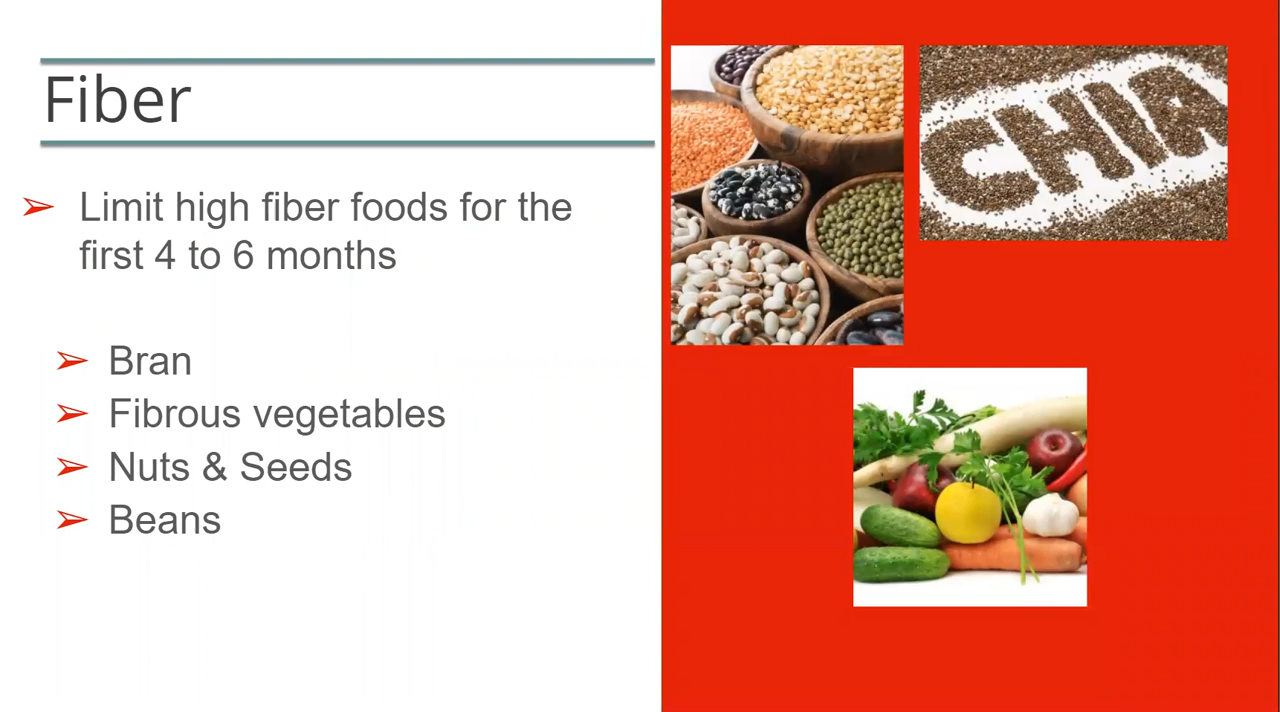 Fiber
➢ Limit high fiber foods for the
first 4 to 6 months
➢ Bran
➢ Fibrous vegetables
➢ Nuts & Seeds
➢ Beans
CHIA